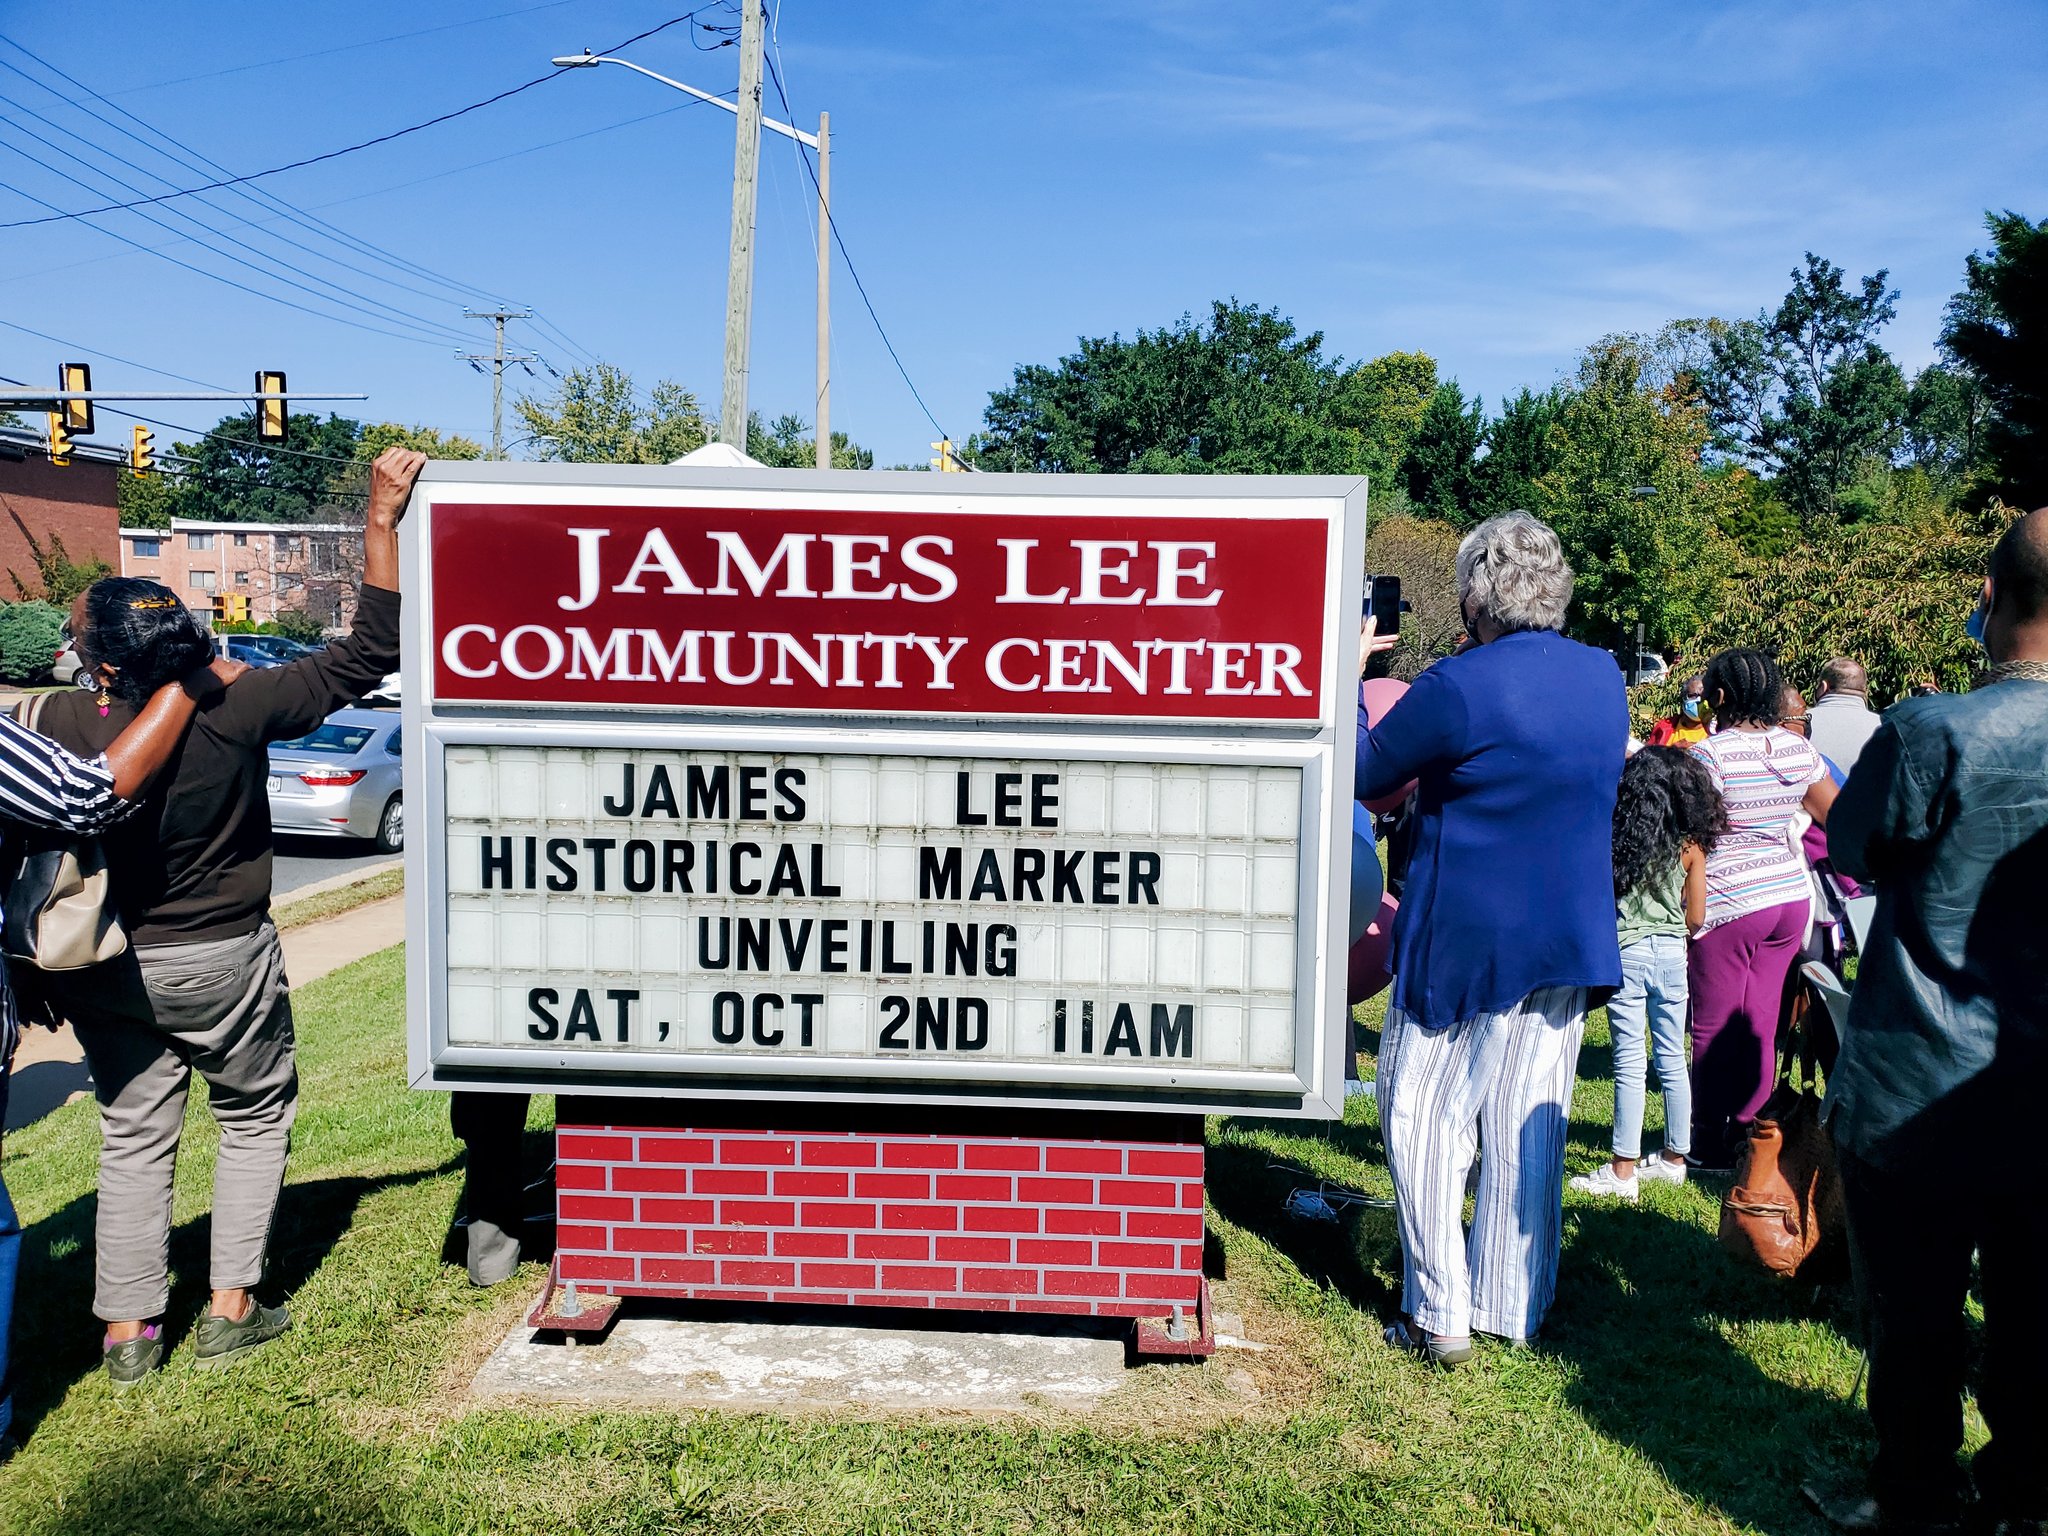 JAMES LEE
COMMUNITY CENTER
JAMES LEE
HISTORICAL MARKER
UNVEILING
SAT, OCT 2ND 11AM